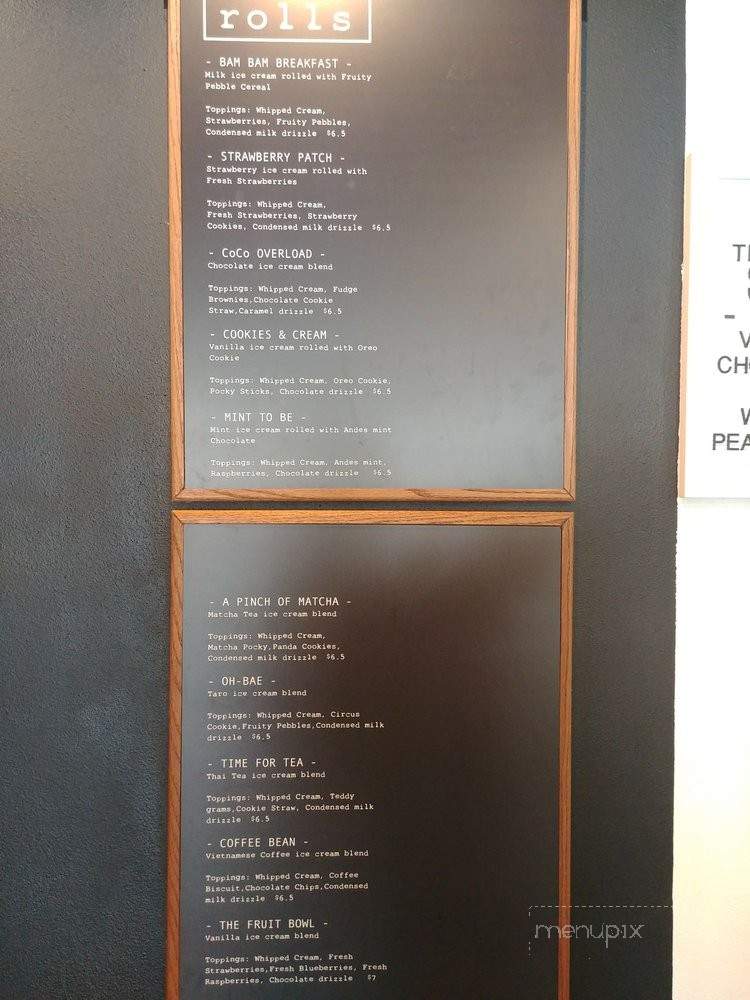 rolls
- BAM BAM BREAKFAST -
Milk ice cream rolled with Fruity
Pebble Cereal
Toppings: Whipped Cream,
Strawberries, Fruity Pebbles,
Condensed milk drizzle $6.5
- STRAWBERRY PATCH -
Strawberry ice cream rolled with
Fresh Strawberries
Toppings: Whipped Cream,
Fresh Strawberries, Strawberry
Cookies, Condensed milk drizzle $6.5
- CoCo OVERLOAD -
Chocolate ice cream blend
Toppings: Whipped Cream, Fudge
Brownies,Chocolate Cookie
Straw,Caramel drizzle $6.5
- COOKIES & CREAM -
Vanilla ice cream rolled with Oreo
Cookie
Toppings: Whipped Cream, Oreo Cookie,
Pocky Sticks, Chocolate drizzle $6.5
- MINT TO BE -
Mint ice cream rolled with Andes mint
Chocolate
Toppings: Whipped Cream, Andes mint,
Raspberries, Chocolate drizzle $6.5
- A PINCH OF MATCHA -
Matcha Tea ice cream blend
Toppings: Whipped Cream,
Matcha Pocky,Panda Cookies,
Condensed milk drizzle $6.5
- OH-BAE -
Taro ice cream blend
Toppings: Whipped Cream, Circus
Cookie,Fruity Pebbles,Condensed milk
drizzle $6.5
- TIME FOR TEA -
Thai Tea ice cream blend
Toppings: Whipped Cream, Teddy
grams,Cookie Straw, Condensed milk
drizzle $6.5
- COFFEE BEAN -
Vietnamese Coffee ice cream blend
Toppings: Whipped Cream, Coffee
Biscuit,Chocolate Chips,Condensed
milk drizzle $6.5
- THE FRUIT BOWL -
Vanilla ice cream blend
Toppings: Whipped Cream, Fresh
Strawberries,Fresh Blueberries, Fresh
Raspberries, Chocolate drizzle $7
menupix